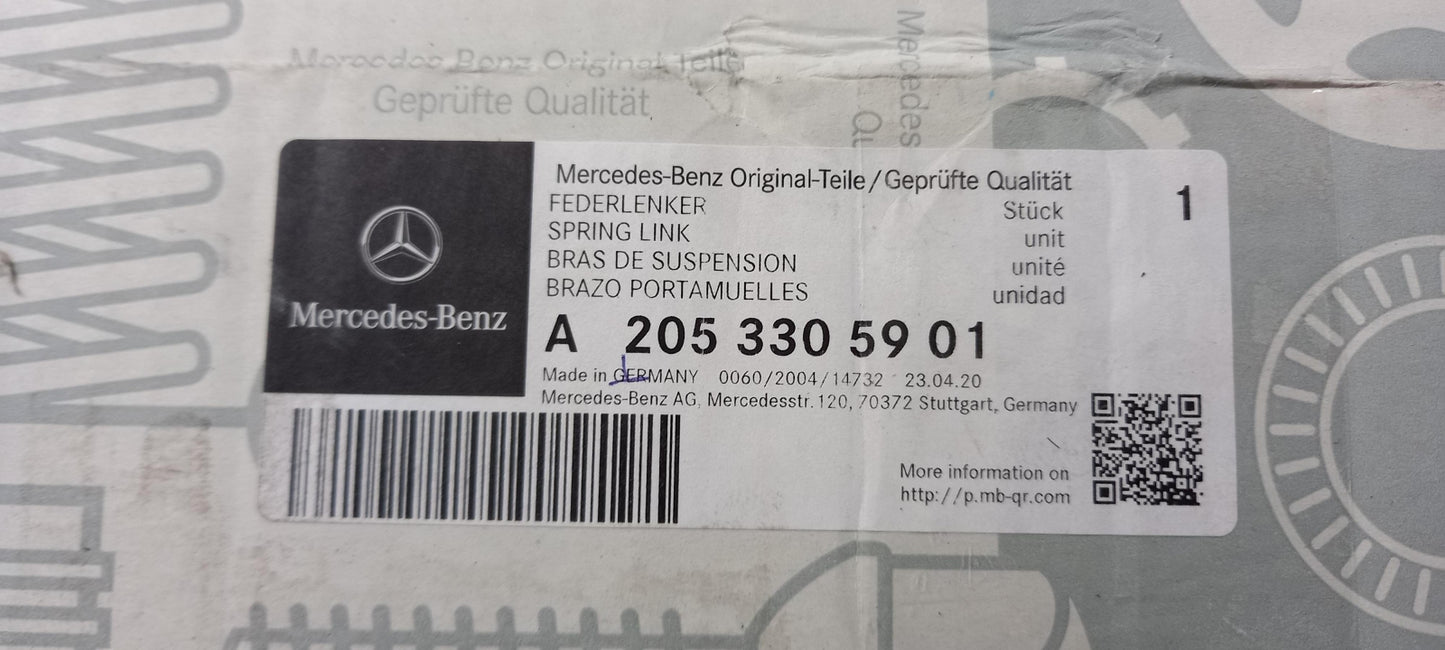 Mercedes-Benz Original-Teile
Geprüfte Qualität
Mercedes
Qu
Mercedes-Benz
Mercedes-Benz Original-Teile/Geprüfte Qualität
FEDERLENKER Stück 1
SPRING LINK unit
BRAS DE SUSPENSION unité
BRAZO PORTAMUELLES unidad
A 205 330 59 01
Made in GERMANY 0060/2004/14732 23.04.20
Mercedes-Benz AG, Mercedesstr. 120, 70372 Stuttgart, Germany
More information on
http://p.mb-qr.com